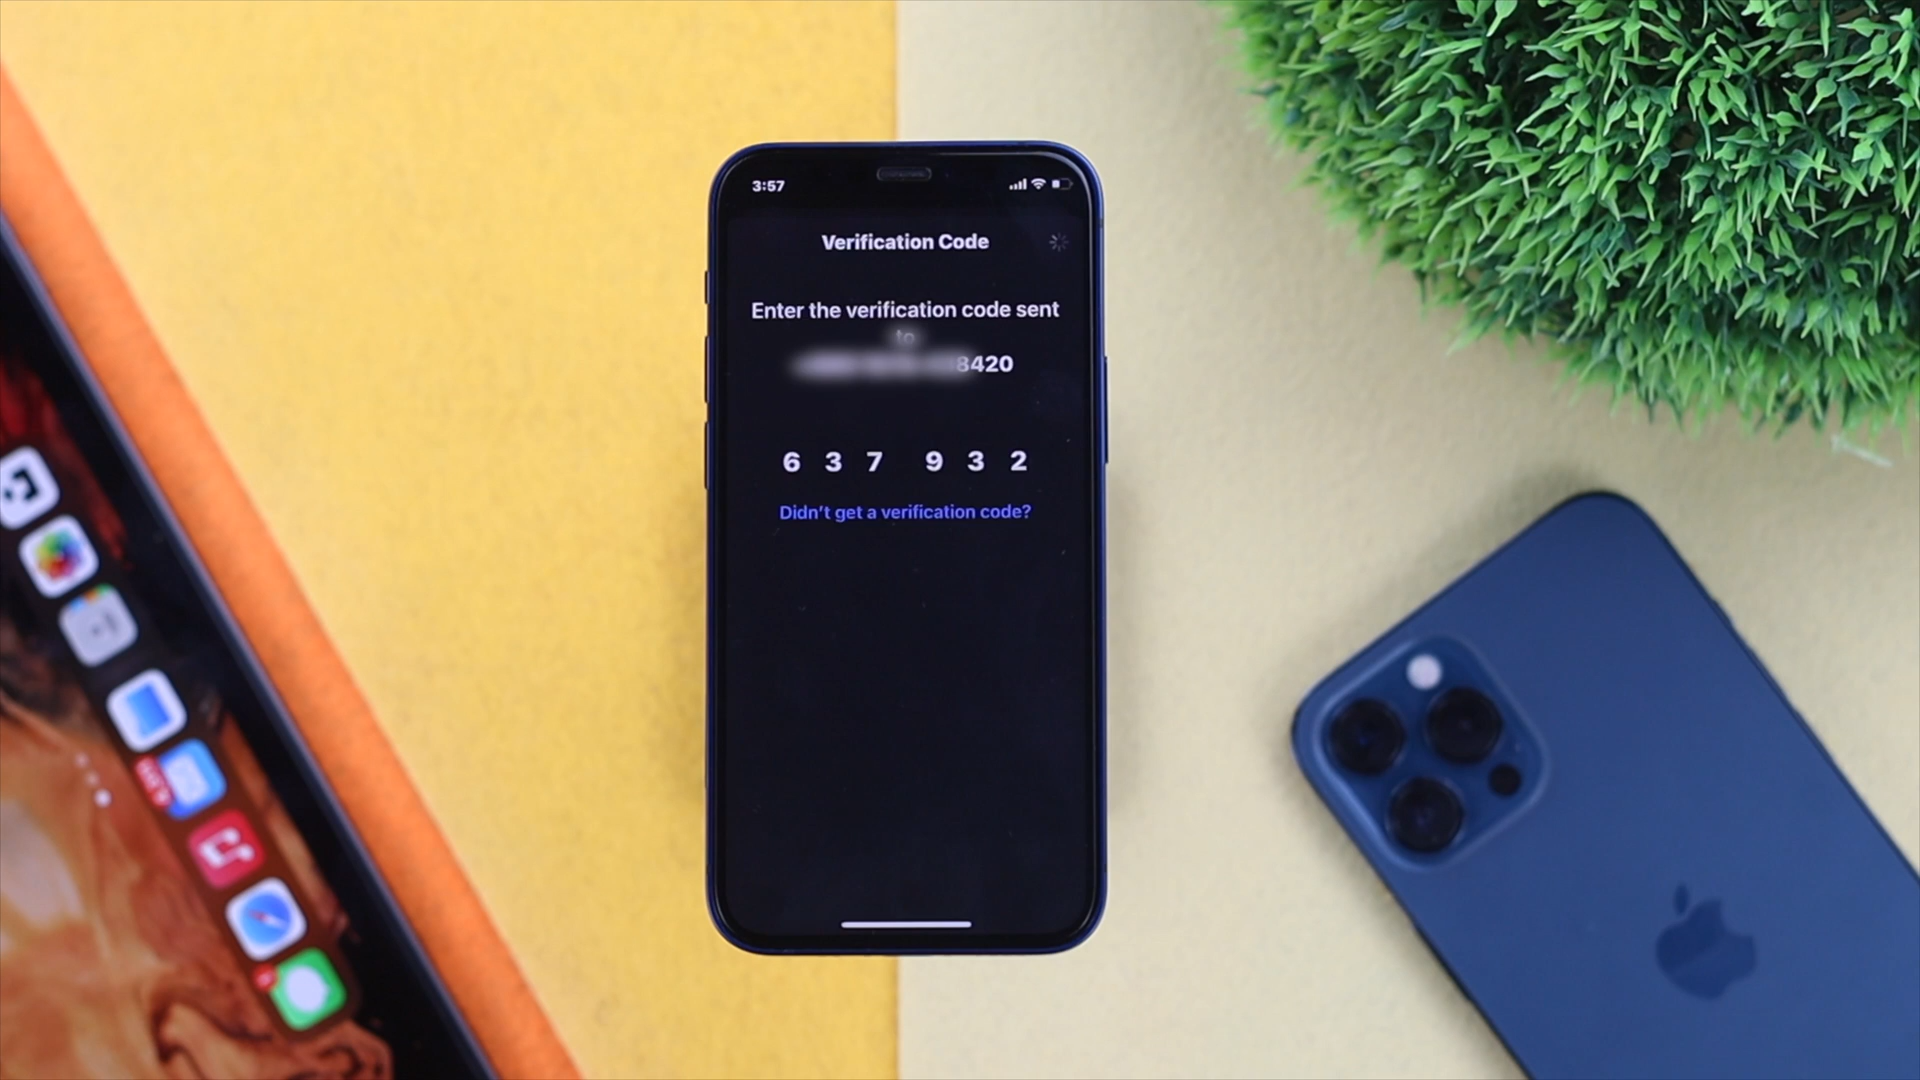 3:57
Verification Code
Enter the verification code sent
to
8420
6 3 7 9 3 2
Didn't get a verification code?